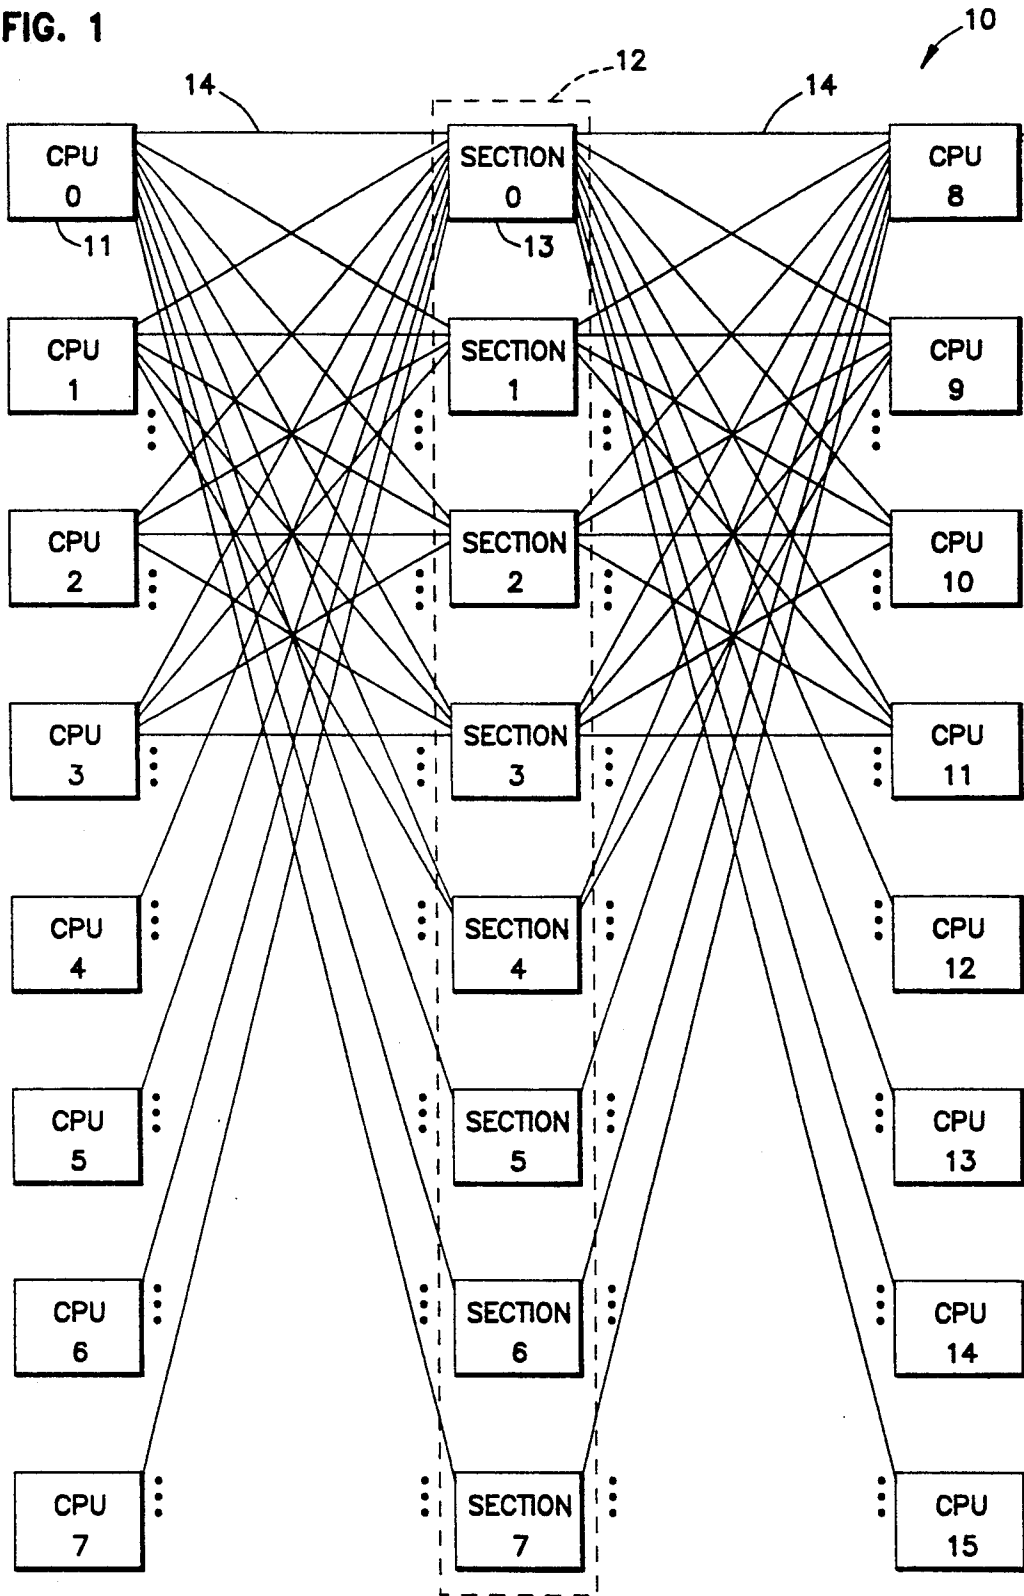 FIG. 1
10
12
14
14
CPU
0
SECTION
0
CPU
8
11
13
CPU
1
SECTION
1
CPU
9
CPU
2
SECTION
2
CPU
10
CPU
3
SECTION
3
CPU
11
CPU
4
SECTION
4
CPU
12
CPU
5
SECTION
5
CPU
13
CPU
6
SECTION
6
CPU
14
CPU
7
SECTION
7
CPU
15